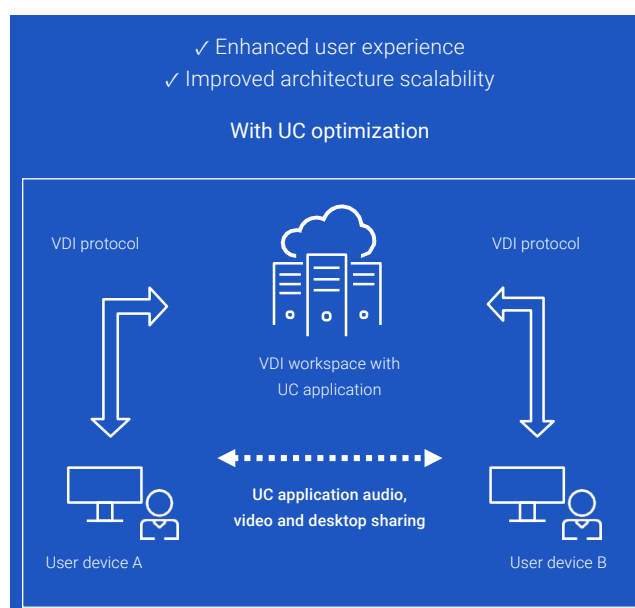 ✓ Enhanced user experience
✓ Improved architecture scalability
With UC optimization
VDI protocol
VDI protocol
VDI workspace with
UC application
UC application audio,
video and desktop sharing
User device A
User device B